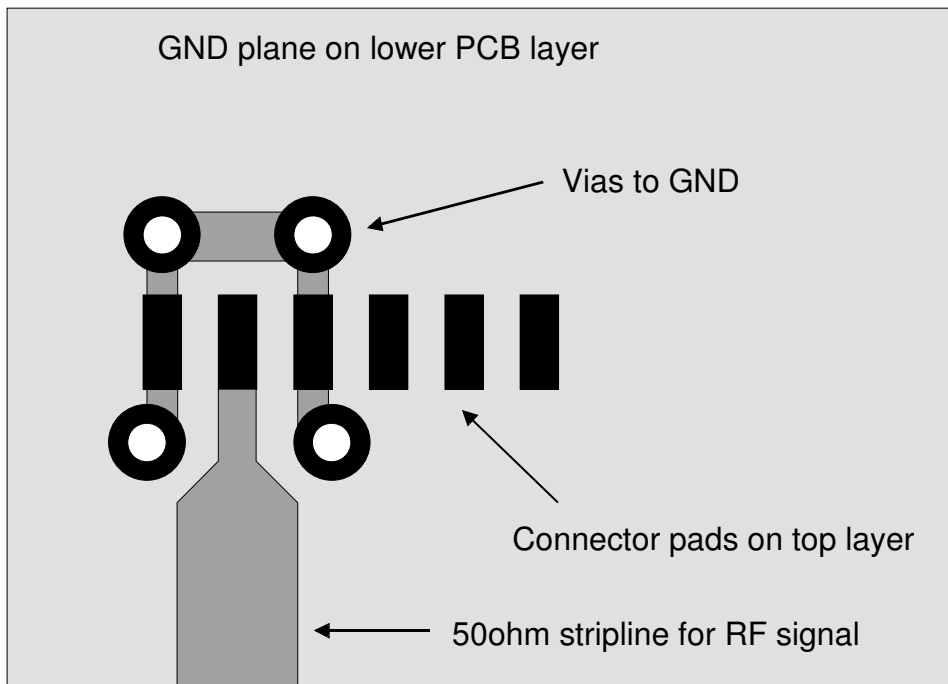 GND plane on lower PCB layer
Vias to GND
Connector pads on top layer
50ohm stripline for RF signal